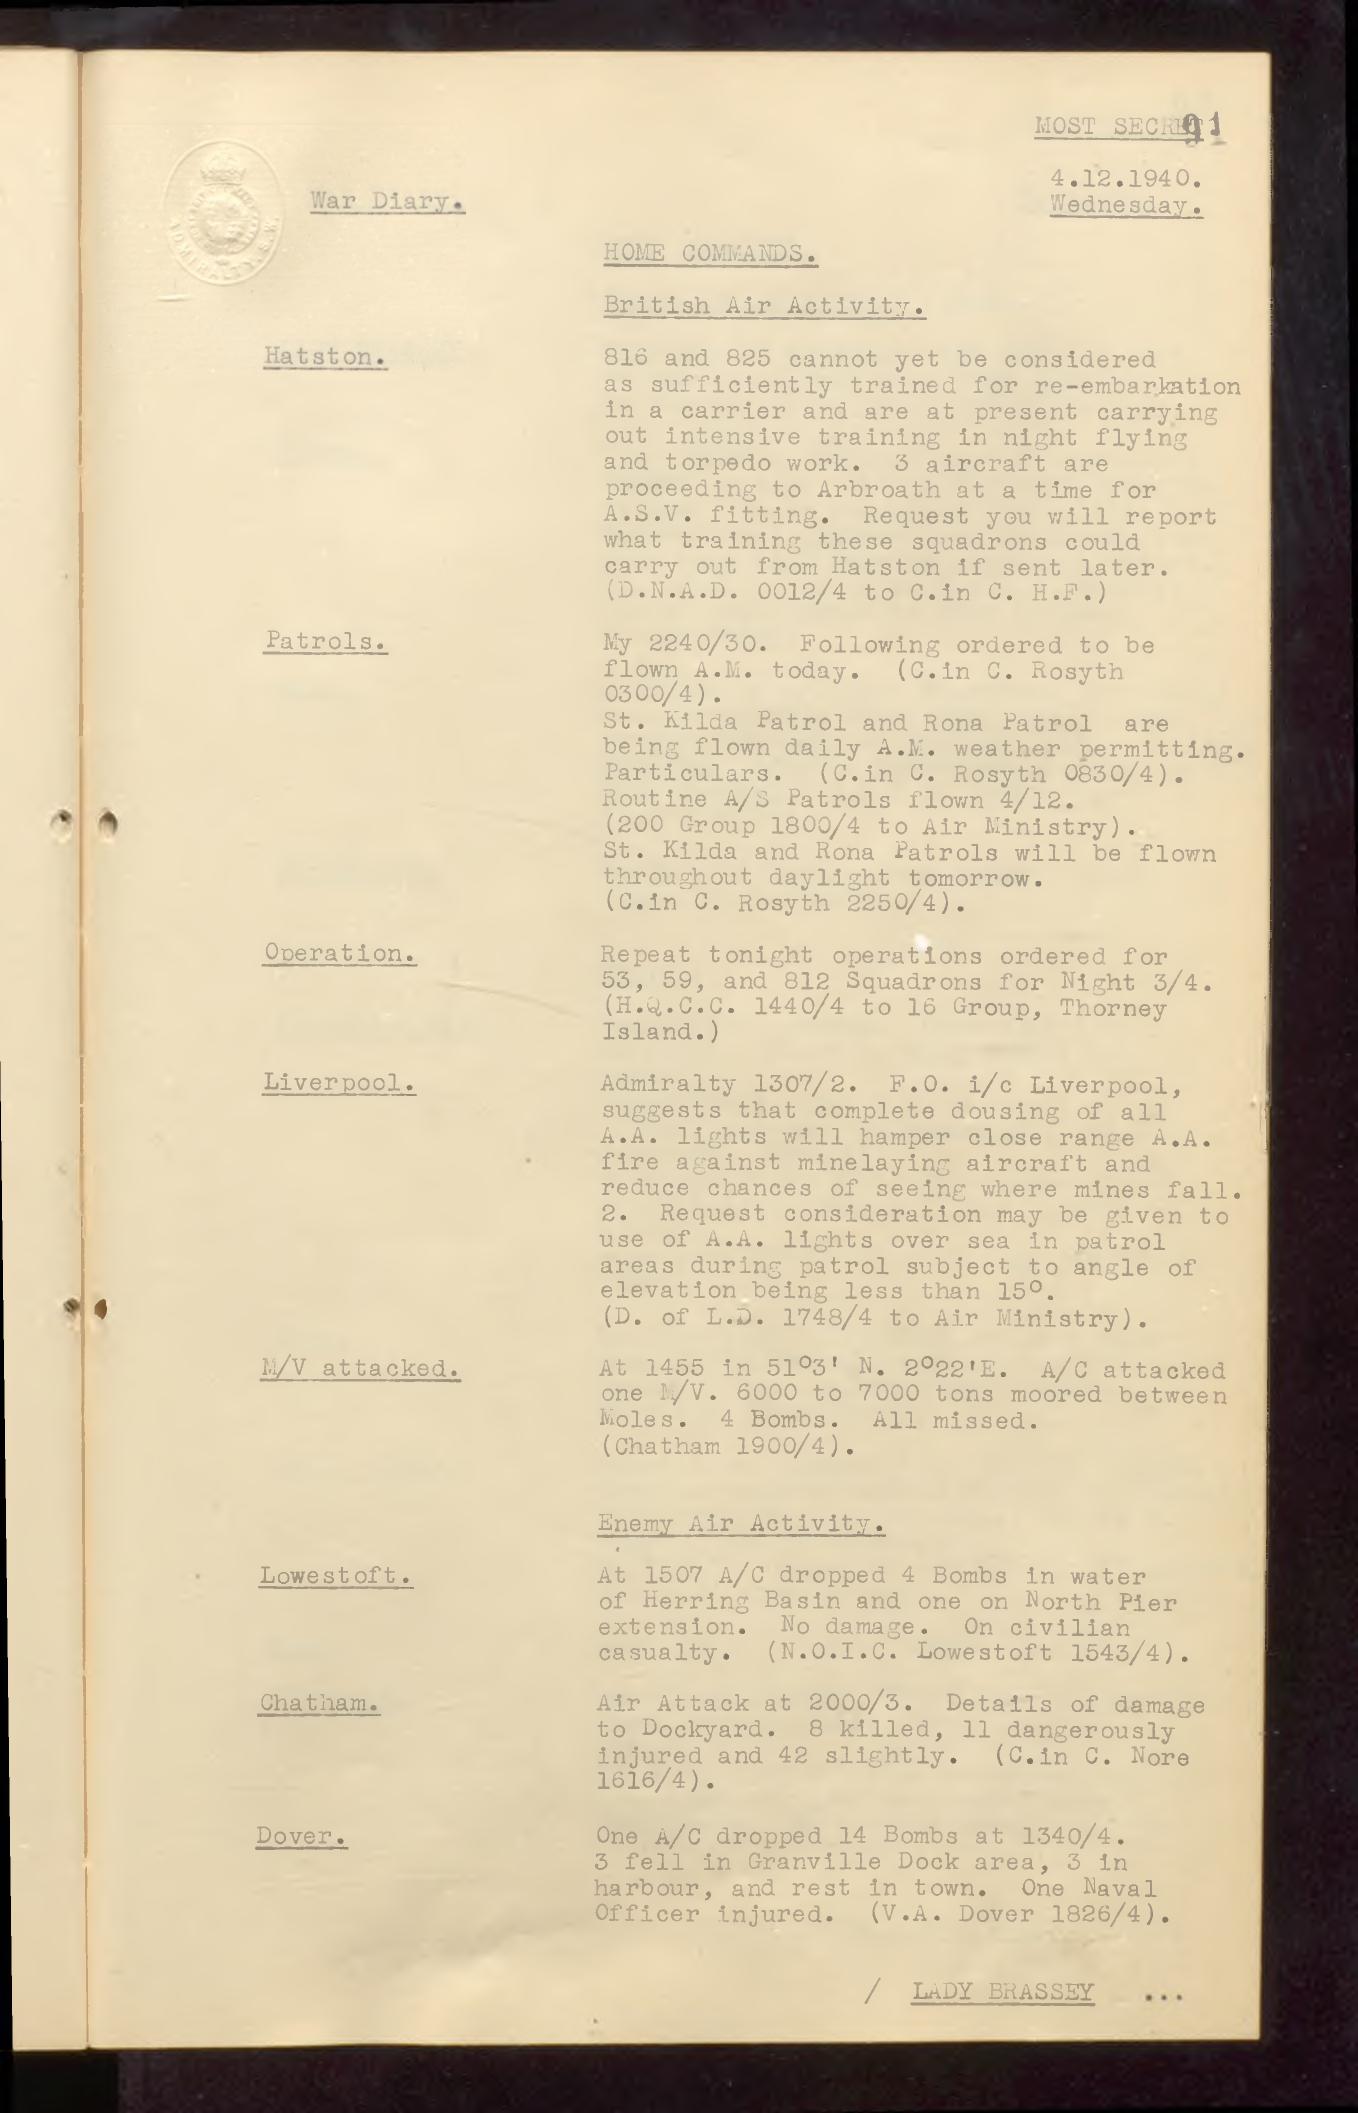 MOST SECRET
91
4.12.1940.
War Diary.
Wednesday.
ADMIRALTY. S.W.
HOME COMMANDS.
British Air Activity.
Hatston.
816 and 825 cannot yet be considered
as sufficiently trained for re-embarkation
in a carrier and are at present carrying
out intensive training in night flying
and torpedo work. 3 aircraft are
proceeding to Arbroath at a time for
A.S.V. fitting. Request you will report
what training these squadrons could
carry out from Hatston if sent later.
(D.N.A.D. 0012/4 to C.in C. H.F.)
Patrols.
My 2240/30. Following ordered to be
flown A.M. today. (C.in C. Rosyth
0300/4).
St. Kilda Patrol and Rona Patrol are
being flown daily A.M. weather permitting.
Particulars. (C.in C. Rosyth 0830/4).
Routine A/S Patrols flown 4/12.
(200 Group 1800/4 to Air Ministry).
St. Kilda and Rona Patrols will be flown
throughout daylight tomorrow.
(C.in C. Rosyth 2250/4).
Operation.
Repeat tonight operations ordered for
53, 59, and 812 Squadrons for Night 3/4.
(H.Q.C.C. 1440/4 to 16 Group, Thorney
Island.)
Liverpool.
Admiralty 1307/2. F.O. i/c Liverpool,
suggests that complete dousing of all
A.A. lights will hamper close range A.A.
fire against minelaying aircraft and
reduce chances of seeing where mines fall.
2. Request consideration may be given to
use of A.A. lights over sea in patrol
areas during patrol subject to angle of
elevation being less than 15°.
(D. of L.D. 1748/4 to Air Ministry).
M/V attacked.
At 1455 in 51°3' N. 2°22'E. A/C attacked
one M/V. 6000 to 7000 tons moored between
Moles. 4 Bombs. All missed.
(Chatham 1900/4).
Enemy Air Activity.
Lowestoft.
At 1507 A/C dropped 4 Bombs in water
of Herring Basin and one on North Pier
extension. No damage. On civilian
casualty. (N.O.I.C. Lowestoft 1543/4).
Chatham.
Air Attack at 2000/3. Details of damage
to Dockyard. 8 killed, 11 dangerously
injured and 42 slightly. (C.in C. Nore
1616/4).
Dover.
One A/C dropped 14 Bombs at 1340/4.
3 fell in Granville Dock area, 3 in
harbour, and rest in town. One Naval
Officer injured. (V.A. Dover 1826/4).
/ LADY BRASSEY ...